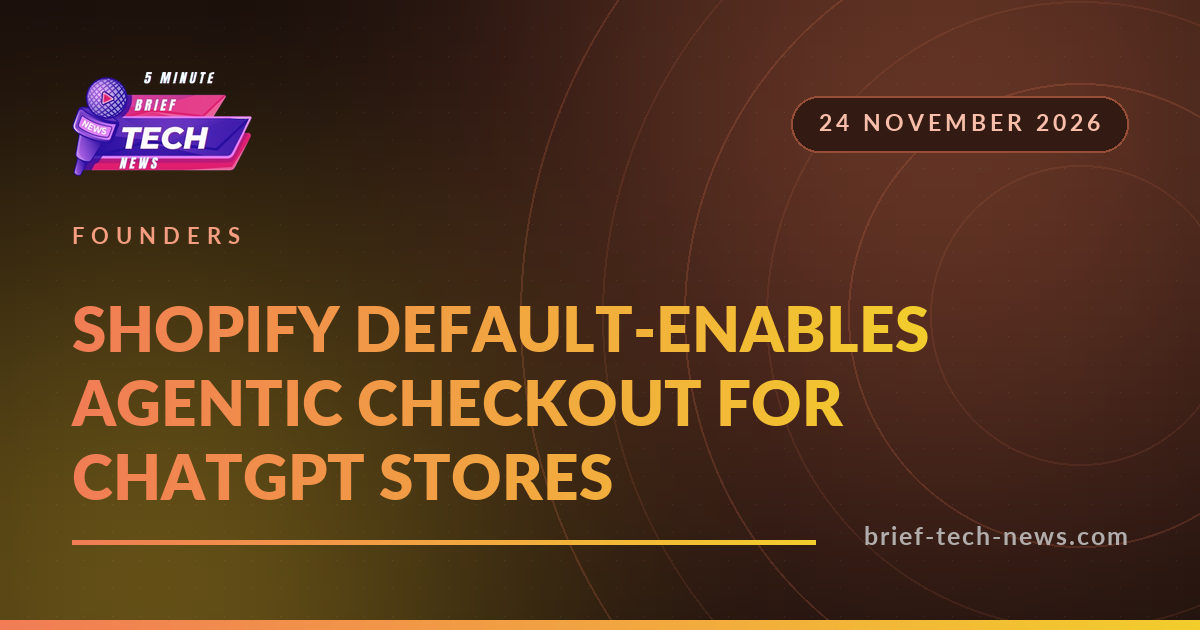 5 MINUTE
BRIEF
NEWS
TECH
NEWS
24 NOVEMBER 2026
FOUNDERS
SHOPIFY DEFAULT-ENABLES
AGENTIC CHECKOUT FOR
CHATGPT STORES
brief-tech-news.com